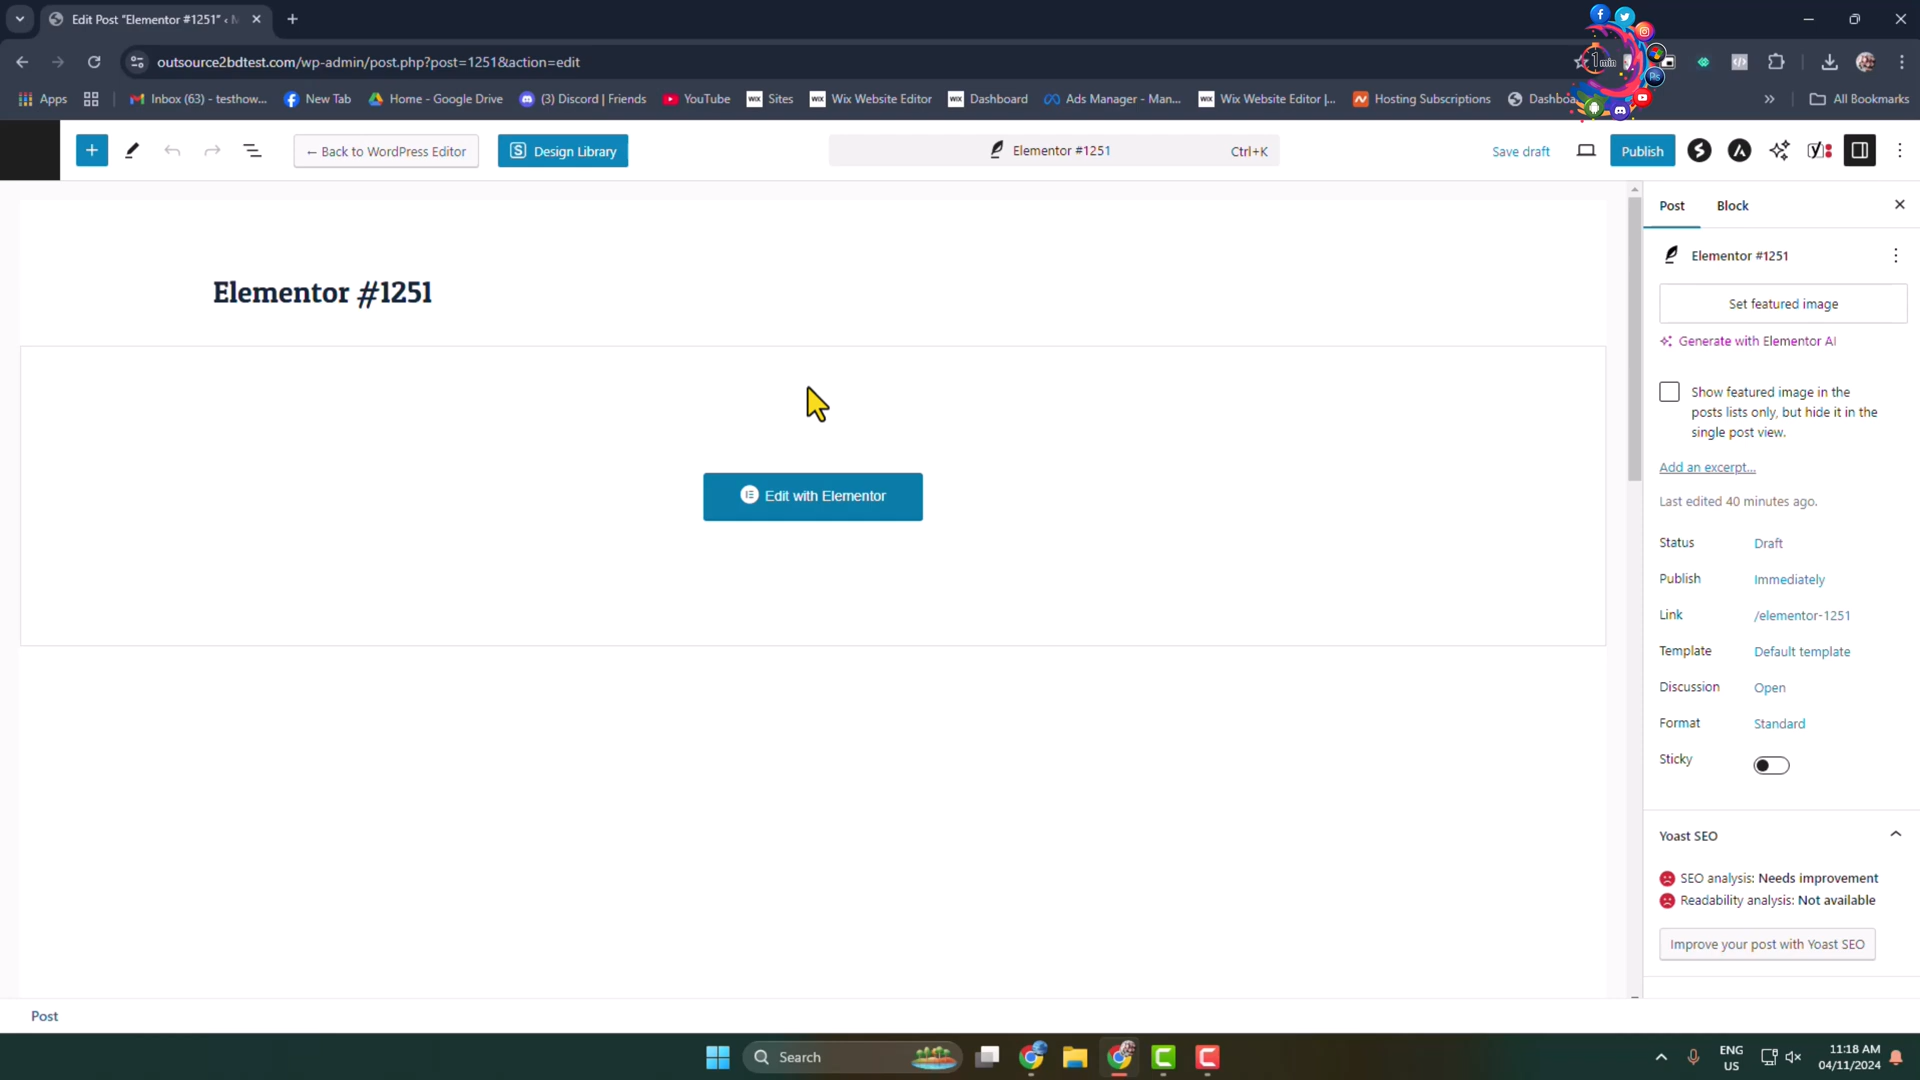 Edit Post "Elementor #1251" ‹ M
outsource2bdtest.com/wp-admin/post.php?post=1251&action=edit
1min
Apps
Inbox (63) - testhow...
New Tab
Home - Google Drive
(3) Discord | Friends
YouTube
Sites
Wix Website Editor
Dashboard
Ads Manager - Man...
Wix Website Editor |...
Hosting Subscriptions
Dashboa
»
All Bookmarks
← Back to WordPress Editor
Design Library
Elementor #1251
Ctrl+K
Save draft
Publish
Post
Block
Elementor #1251
Elementor #1251
Set featured image
Generate with Elementor AI
Show featured image in the
posts lists only, but hide it in the
single post view.
Add an excerpt...
Edit with Elementor
Last edited 40 minutes ago.
Status
Draft
Publish
Immediately
Link
/elementor-1251
Template
Default template
Discussion
Open
Format
Standard
Sticky
Yoast SEO
SEO analysis: Needs improvement
Readability analysis: Not available
Improve your post with Yoast SEO
Post
Search
ENG
US
11:18 AM
04/11/2024